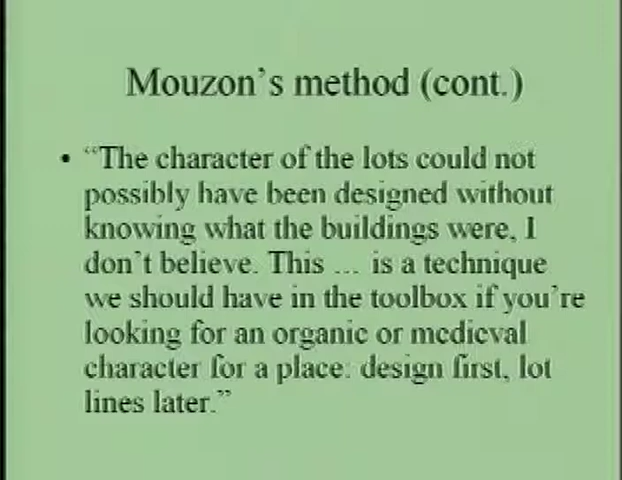 Mouzon's method (cont.)
• “The character of the lots could not
possibly have been designed without
knowing what the buildings were, I
don't believe. This ... is a technique
we should have in the toolbox if you're
looking for an organic or medieval
character for a place: design first, lot
lines later.”